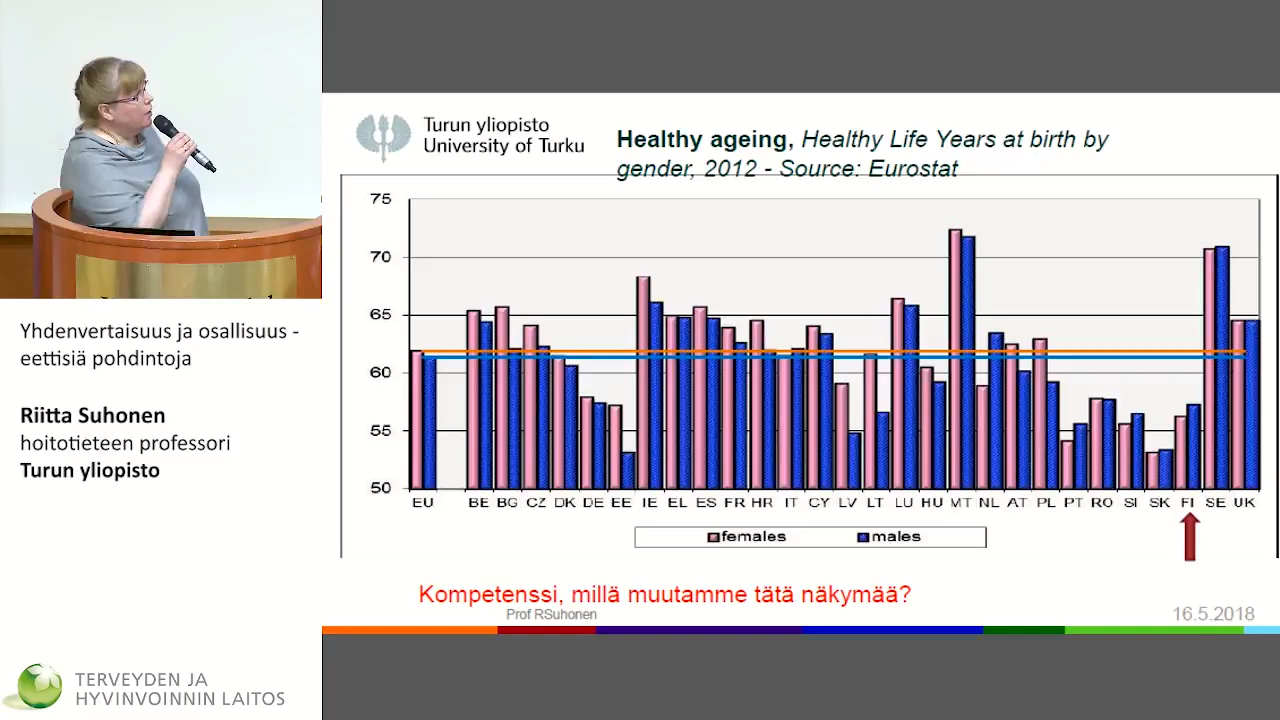 Turun yliopisto
University of Turku
Healthy ageing, Healthy Life Years at birth by
gender, 2012 - Source: Eurostat
75
70
65
60
55
50
EU BE BG CZ DK DE EE IE EL ES FR HR IT CY LV LT LU HU MT NL AT PL PT RO SI SK FI SE UK
females males
Kompetenssi, millä muutamme tätä näkymää?
Prof RSuhonen
16.5.2018
Yhdenvertaisuus ja osallisuus -
eettisiä pohdintoja
Riitta Suhonen
hoitotieteen professori
Turun yliopisto
TERVEYDEN JA
HYVINVOINNIN LAITOS